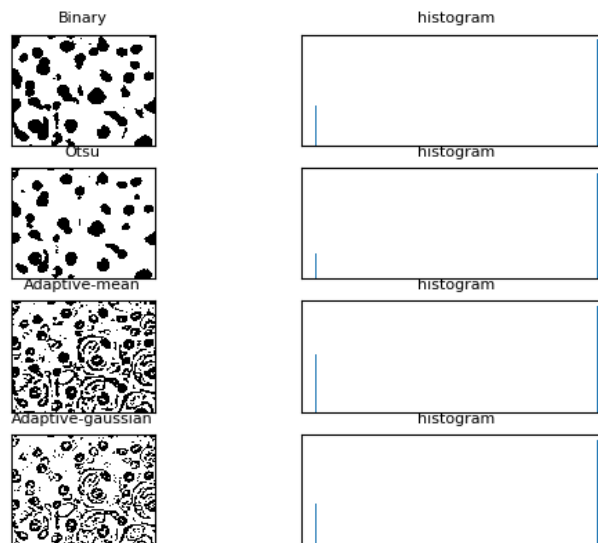 Binary
histogram
Otsu
histogram
Adaptive-mean
histogram
Adaptive-gaussian
histogram